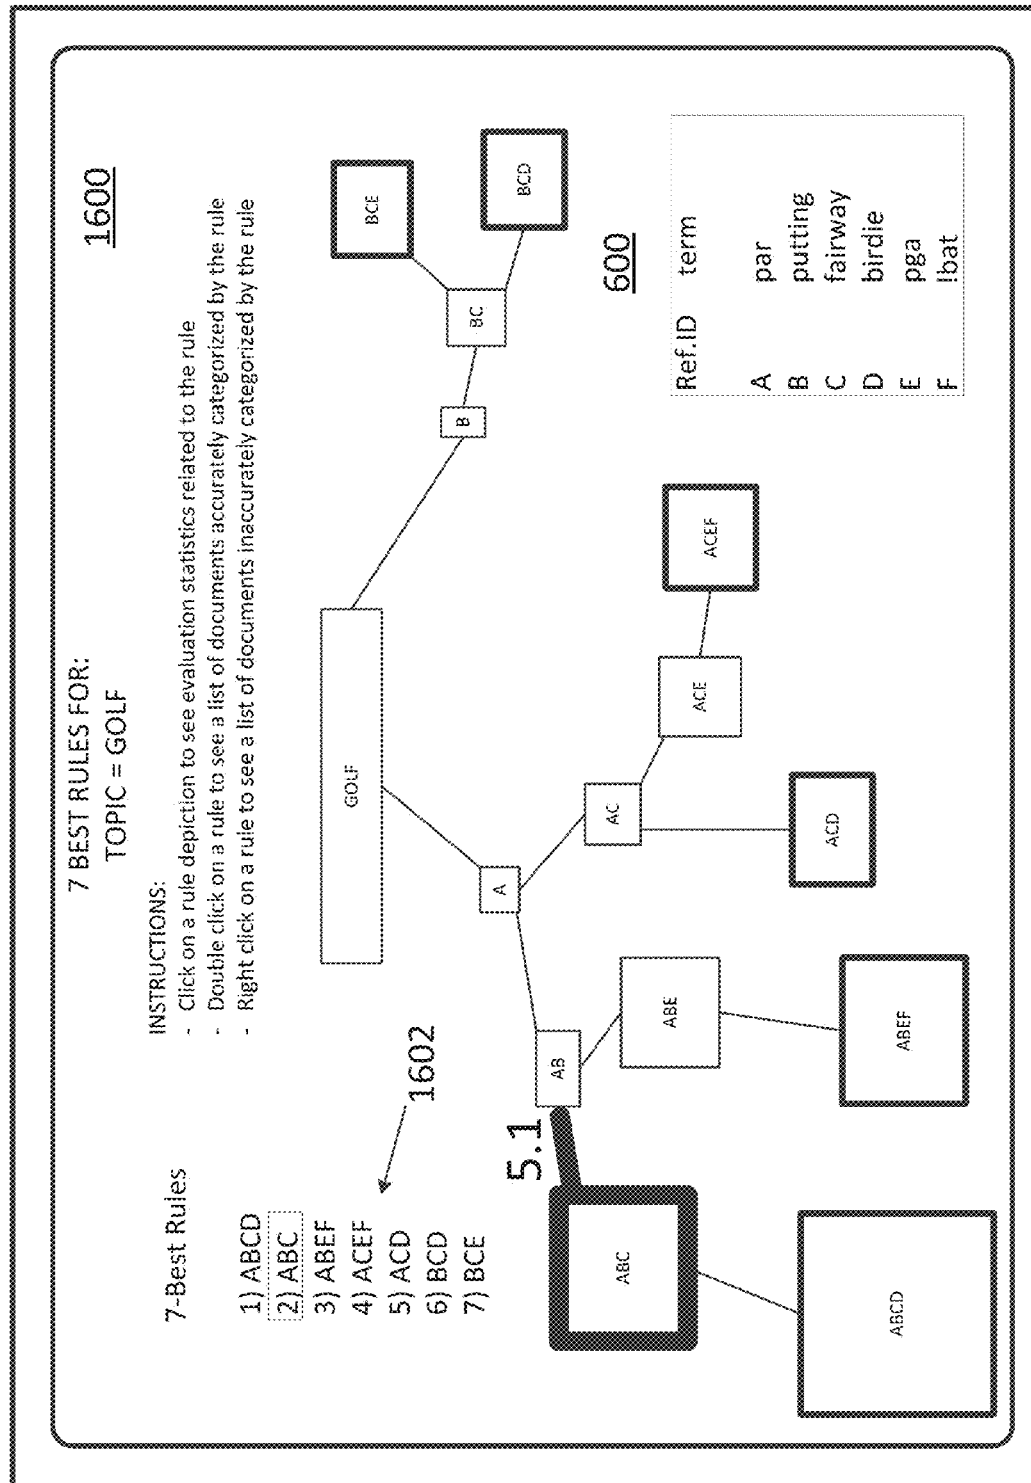 1600
7 BEST RULES FOR:
TOPIC = GOLF
INSTRUCTIONS:
- Click on a rule depiction to see evaluation statistics related to the rule
- Double click on a rule to see a list of documents accurately categorized by the rule
- Right click on a rule to see a list of documents inaccurately categorized by the rule
7-Best Rules
1) ABCD
2) ABC
3) ABEF
4) ACEF
5) ACD
6) BCD
7) BCE
1602
GOLF
A
B
AB
AC
BC
BCE
BCD
5.1
ABC
ABE
ACE
ACEF
ACD
ABCD
ABEF
600
Ref.ID term
A par
B putting
C fairway
D birdie
E pga
F !bat